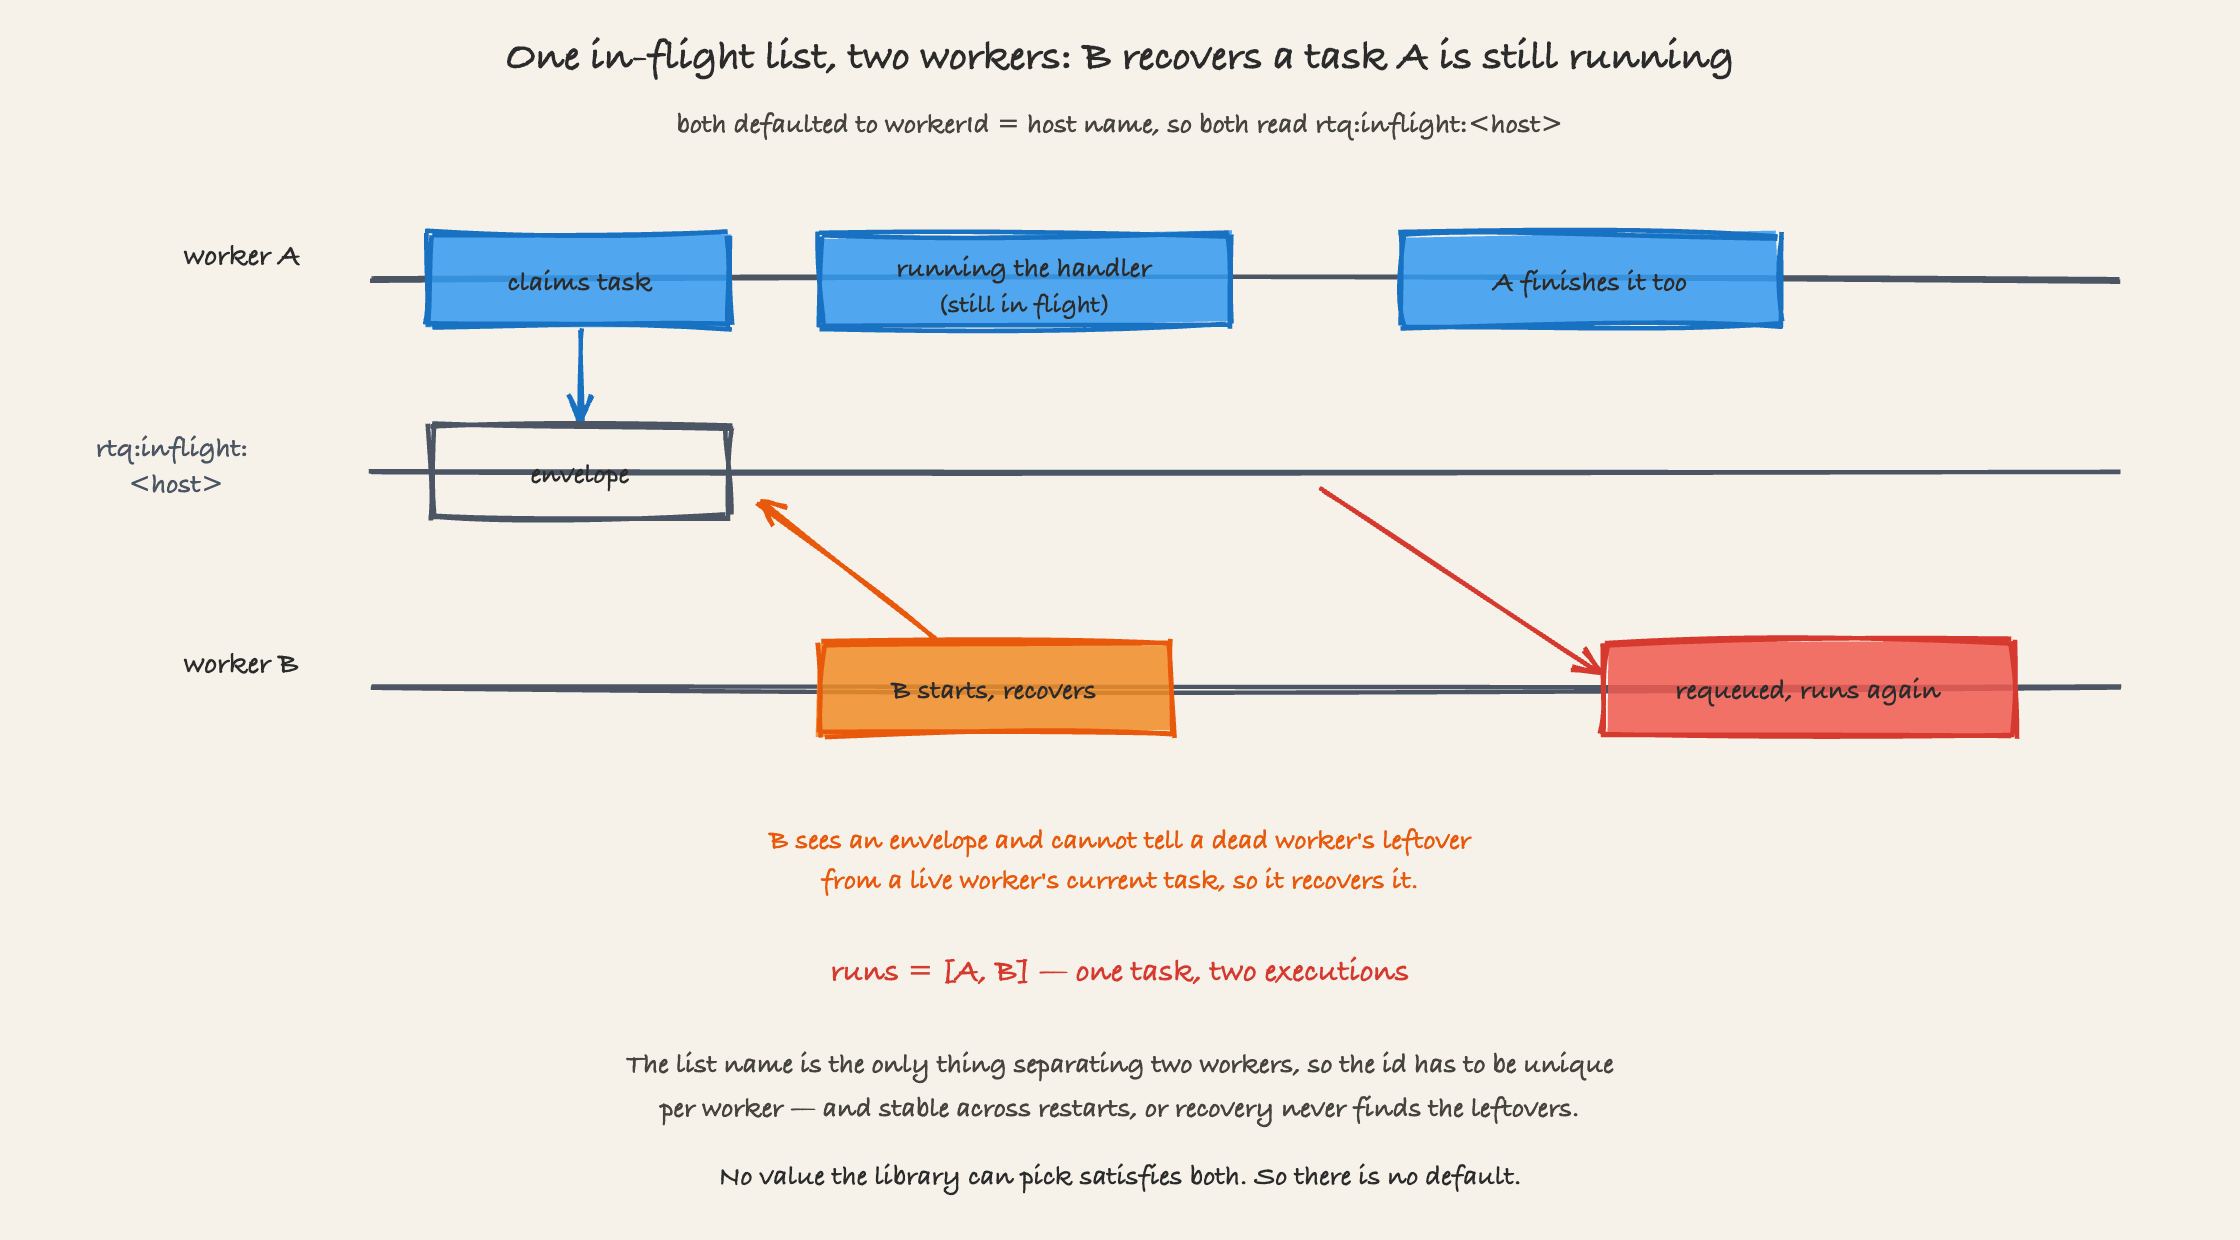 One in-flight list, two workers: B recovers a task A is still running
both defaulted to workerId = host name, so both read rtq:inflight:<host>
worker A
claims task
running the handler
(still in flight)
A finishes it too
rtq:inflight:
<host>
envelope
worker B
B starts, recovers
requeued, runs again
B sees an envelope and cannot tell a dead worker's leftover
from a live worker's current task, so it recovers it.
runs = [A, B] — one task, two executions
The list name is the only thing separating two workers, so the id has to be unique
per worker — and stable across restarts, or recovery never finds the leftovers.
No value the library can pick satisfies both. So there is no default.